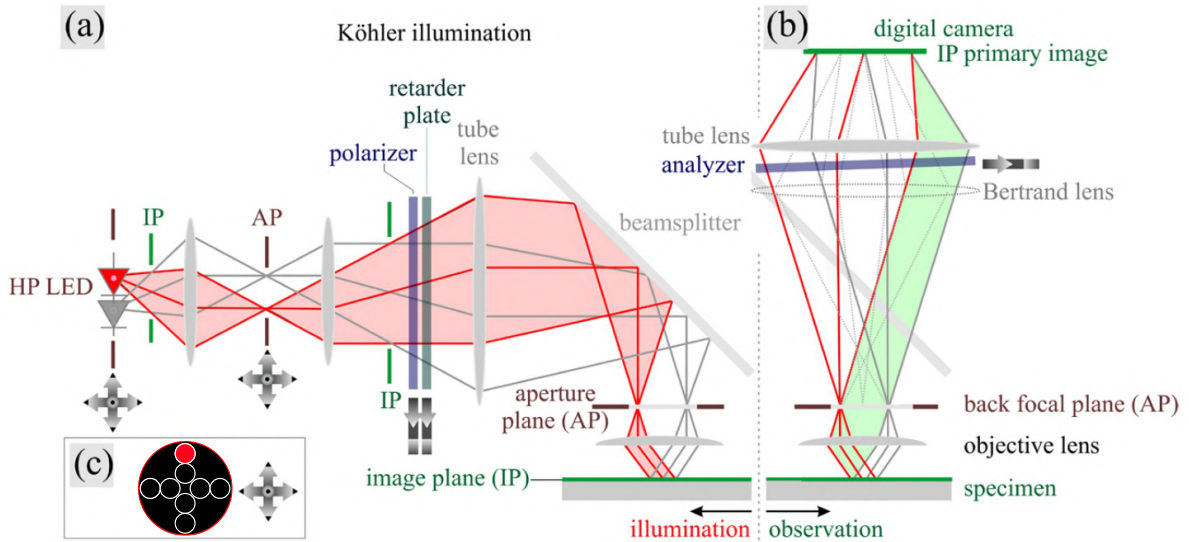 (a)
Köhler illumination
(b)
digital camera
IP primary image
retarder
plate
tube
lens
polarizer
tube lens
analyzer
Bertrand lens
beamsplitter
IP
AP
HP LED
IP
aperture
plane (AP)
back focal plane (AP)
objective lens
(c)
image plane (IP)
specimen
illumination
observation